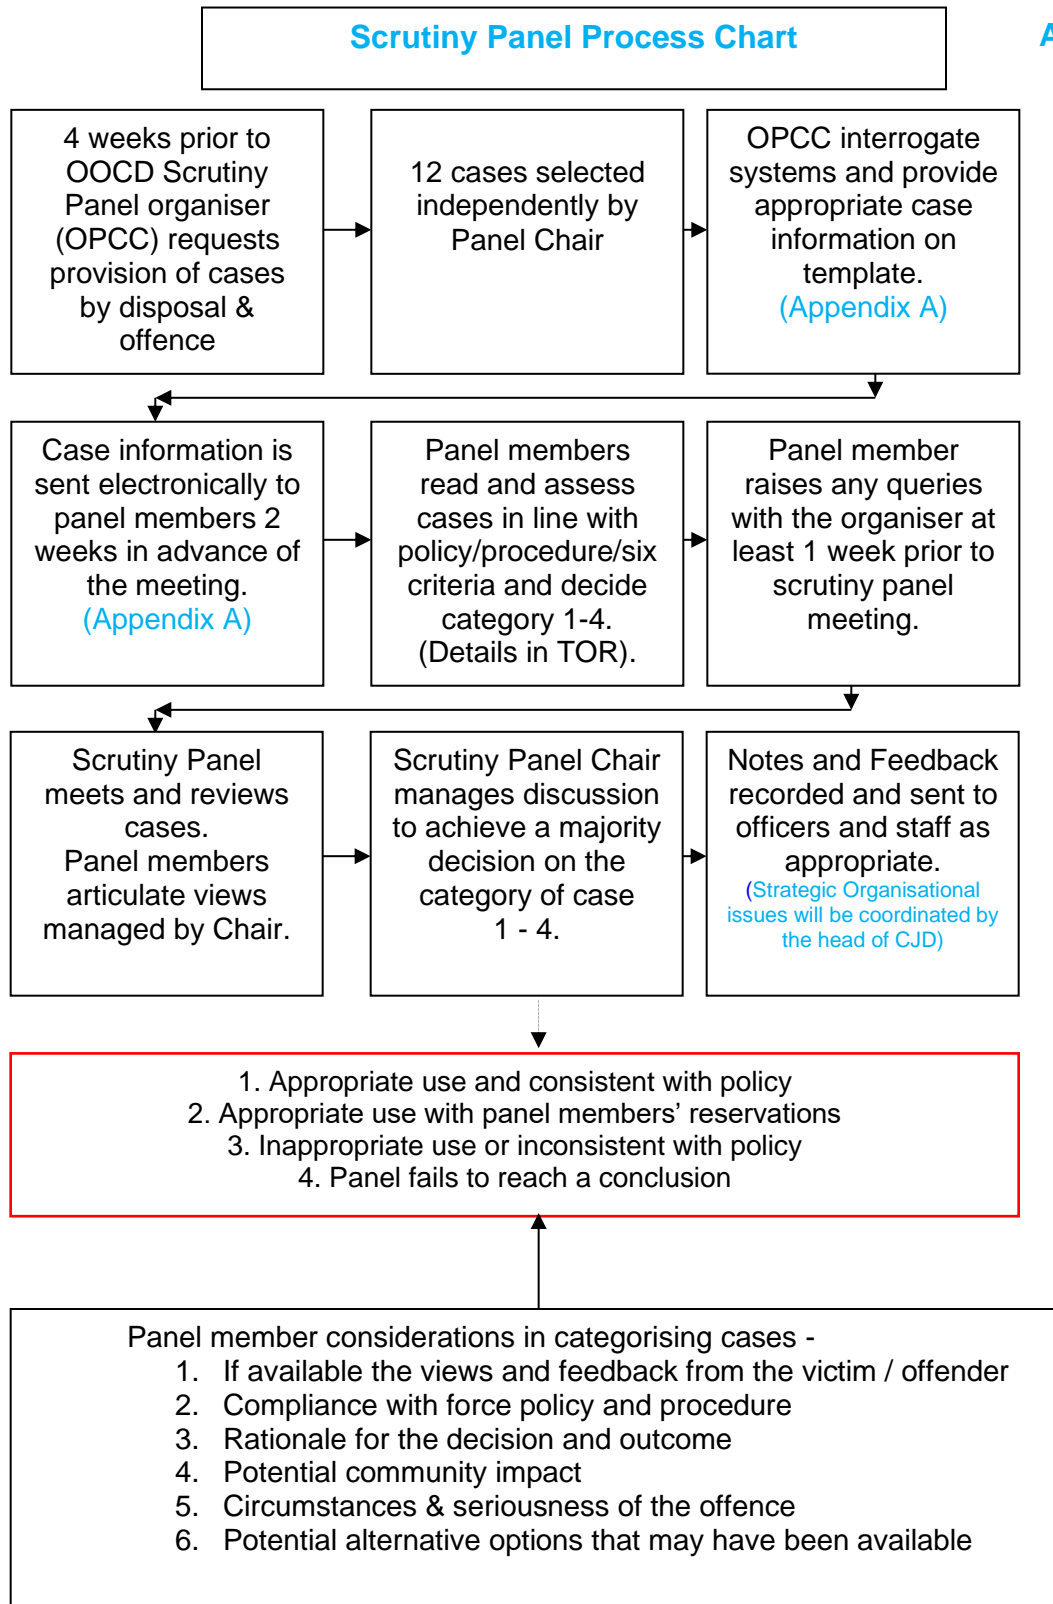 Scrutiny Panel Process Chart
A
4 weeks prior to
OOCD Scrutiny
Panel organiser
(OPCC) requests
provision of cases
by disposal &
offence
12 cases selected
independently by
Panel Chair
OPCC interrogate
systems and provide
appropriate case
information on
template.
(Appendix A)
Case information is
sent electronically to
panel members 2
weeks in advance of
the meeting.
(Appendix A)
Panel members
read and assess
cases in line with
policy/procedure/six
criteria and decide
category 1-4.
(Details in TOR).
Panel member
raises any queries
with the organiser at
least 1 week prior to
scrutiny panel
meeting.
Scrutiny Panel
meets and reviews
cases.
Panel members
articulate views
managed by Chair.
Scrutiny Panel Chair
manages discussion
to achieve a majority
decision on the
category of case
1 - 4.
Notes and Feedback
recorded and sent to
officers and staff as
appropriate.
(Strategic Organisational
issues will be coordinated by
the head of CJD)
1. Appropriate use and consistent with policy
2. Appropriate use with panel members’ reservations
3. Inappropriate use or inconsistent with policy
4. Panel fails to reach a conclusion
Panel member considerations in categorising cases -
1. If available the views and feedback from the victim / offender
2. Compliance with force policy and procedure
3. Rationale for the decision and outcome
4. Potential community impact
5. Circumstances & seriousness of the offence
6. Potential alternative options that may have been available